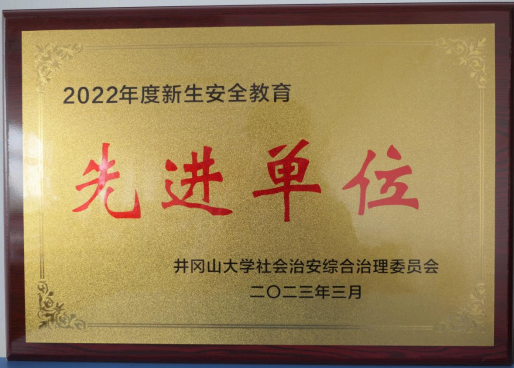 2022年度新生安全教育
先进单位
井冈山大学社会治安综合治理委员会
二〇二三年三月